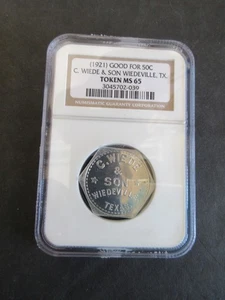 (1921) GOOD FOR 50C
C. WIEDE & SON WIEDEVILLE, TX.
TOKEN MS 65
3045702-039
NUMISMATIC GUARANTY CORPORATION
C. WIEDE
&
SON
WIEDEVILLE
TEXAS